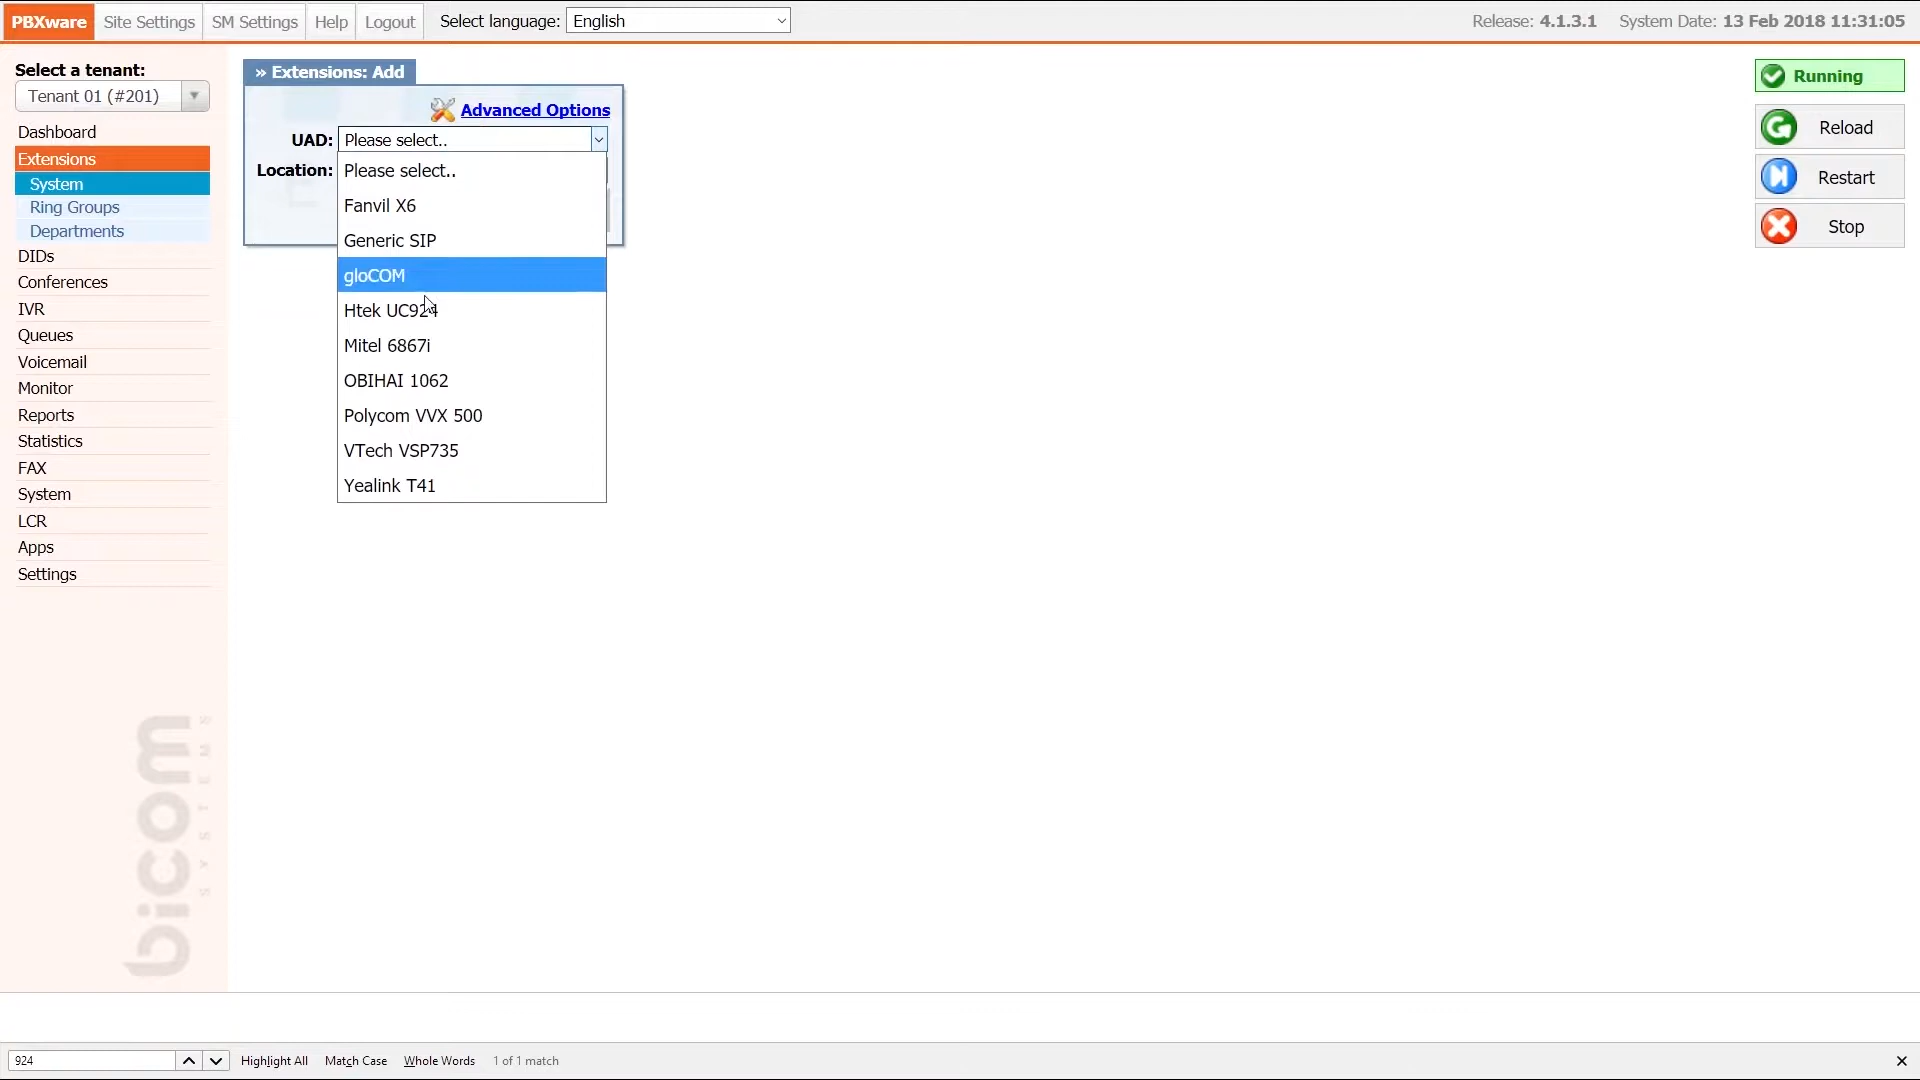 PBXware Site Settings SM Settings Help Logout Select language: English Release: 4.1.3.1 System Date: 13 Feb 2018 11:31:05
Select a tenant:
Tenant 01 (#201)
Dashboard
Extensions
System
Ring Groups
Departments
DIDs
Conferences
IVR
Queues
Voicemail
Monitor
Reports
Statistics
FAX
System
LCR
Apps
Settings
bicom
SYSTEMS
» Extensions: Add
Advanced Options
UAD: Please select..
Location:
Please select..
Fanvil X6
Generic SIP
gloCOM
Htek UC924
Mitel 6867i
OBIHAI 1062
Polycom VVX 500
VTech VSP735
Yealink T41
Running
Reload
Restart
Stop
924 Highlight All Match Case Whole Words 1 of 1 match